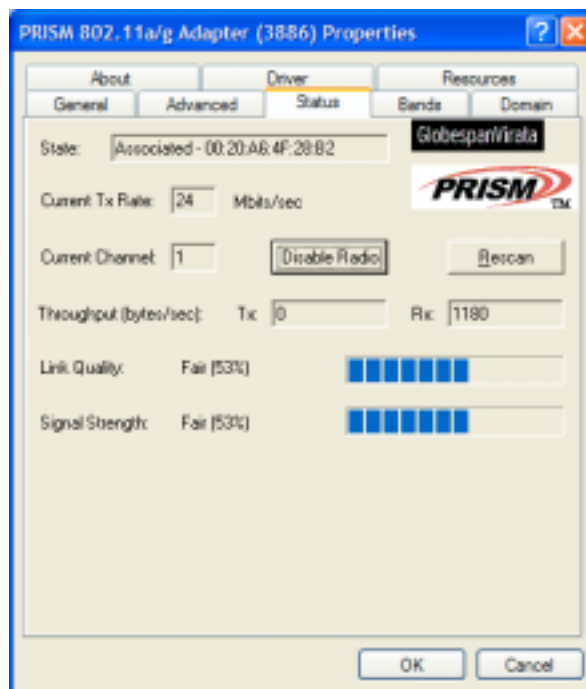 PRISM 802.11a/g Adapter (3886) Properties
About Driver Resources
General Advanced Status Bands Domain
GlobespanVirata
State: Associated - 00:20:A6:4F:28:B2
PRISM
TM
Current Tx Rate: 24 Mbits/sec
Current Channel: 1 Disable Radio Rescan
Throughput (bytes/sec): Tx: 0 Rx: 1180
Link Quality: Fair (53%)
Signal Strength: Fair (53%)
OK Cancel